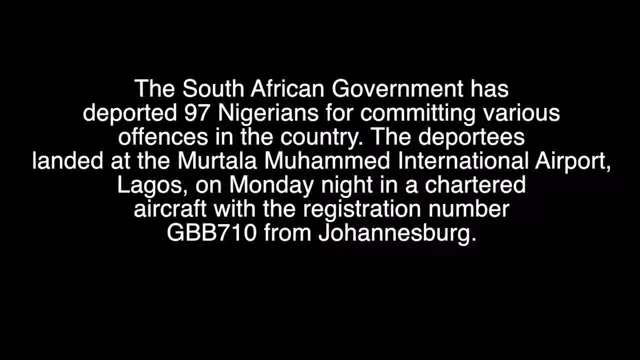 The South African Government has
deported 97 Nigerians for committing various
offences in the country. The deportees
landed at the Murtala Muhammed International Airport,
Lagos, on Monday night in a chartered
aircraft with the registration number
GBB710 from Johannesburg.